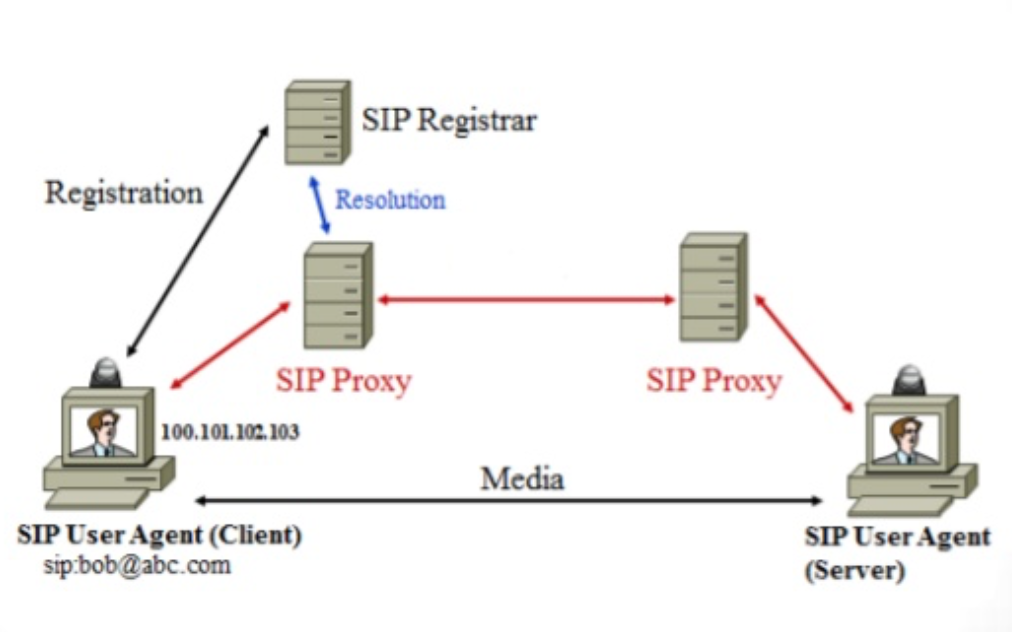 SIP Registrar
Registration
Resolution
SIP Proxy
SIP Proxy
100.101.102.103
Media
SIP User Agent (Client)
sip:bob@abc.com
SIP User Agent
(Server)